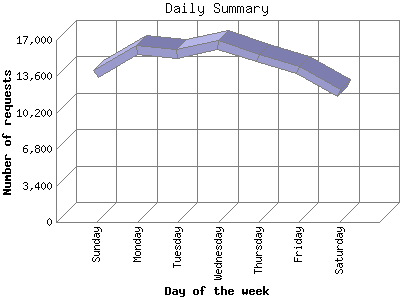 Daily Summary
Number of requests
17,000
13,600
10,200
6,800
3,400
0
Sunday
Monday
Tuesday
Wednesday
Thursday
Friday
Saturday
Day of the week